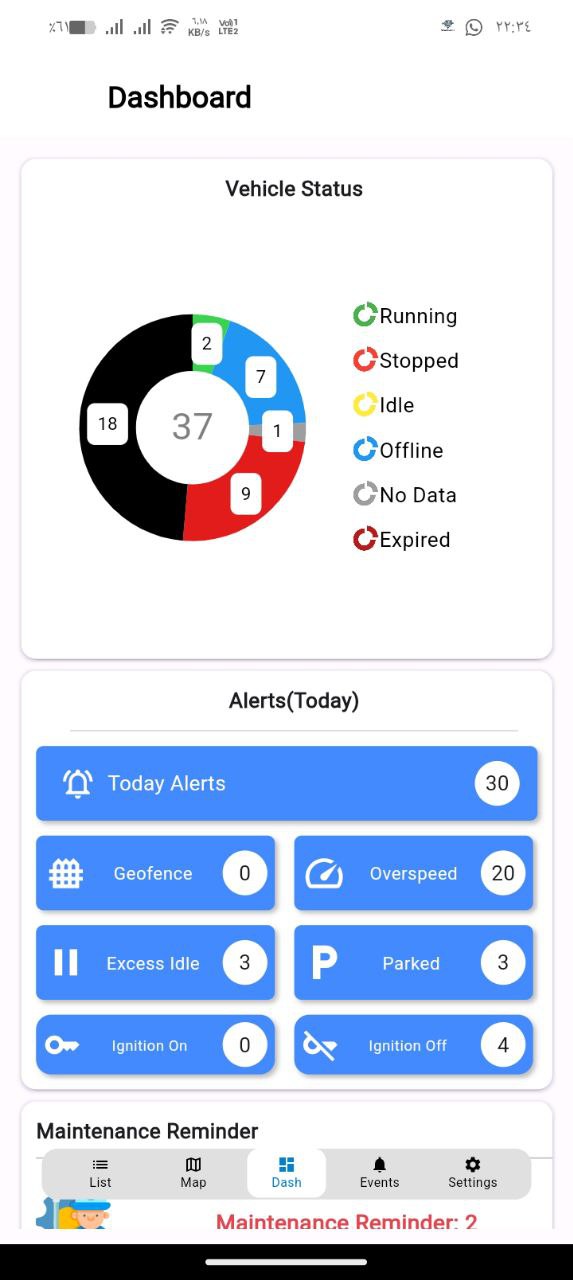 ٪٦١
٦,١٨
KB/s
Vo))1
LTE2
٢٢:٣٤
Dashboard
Vehicle Status
2
7
1
9
18
37
Running
Stopped
Idle
Offline
No Data
Expired
Alerts(Today)
Today Alerts 30
Geofence 0
Overspeed 20
Excess Idle 3
P Parked 3
Ignition On 0
Ignition Off 4
Maintenance Reminder
List
Map
Dash
Events
Settings
Maintenance Reminder: 2